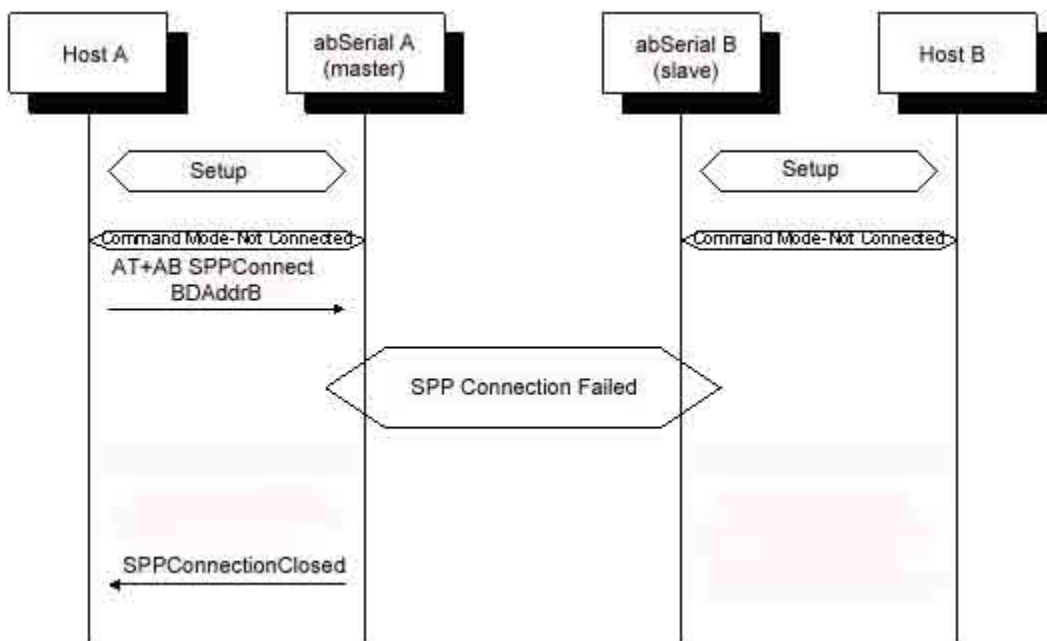 Host A
abSerial A
(master)
abSerial B
(slave)
Host B
Setup
Setup
Command Mode-Not Connected
Command Mode-Not Connected
AT+AB SPPConnect
BDAddrB
SPP Connection Failed
SPPConnectionClosed